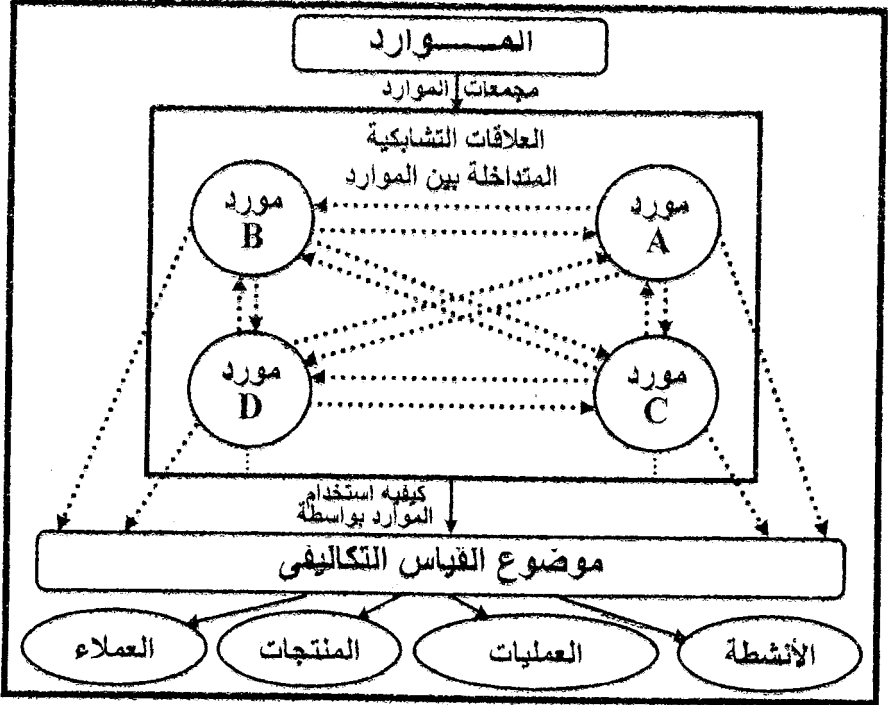 المـــــوارد
مجمعات الموارد
العلاقات التشابكية
المتداخلة بين الموارد
مورد
A
مورد
B
مورد
C
مورد
D
كيفيه استخدام
الموارد بواسطة
موضوع القياس التكاليفى
الأنشطة
العمليات
المنتجات
العملاء